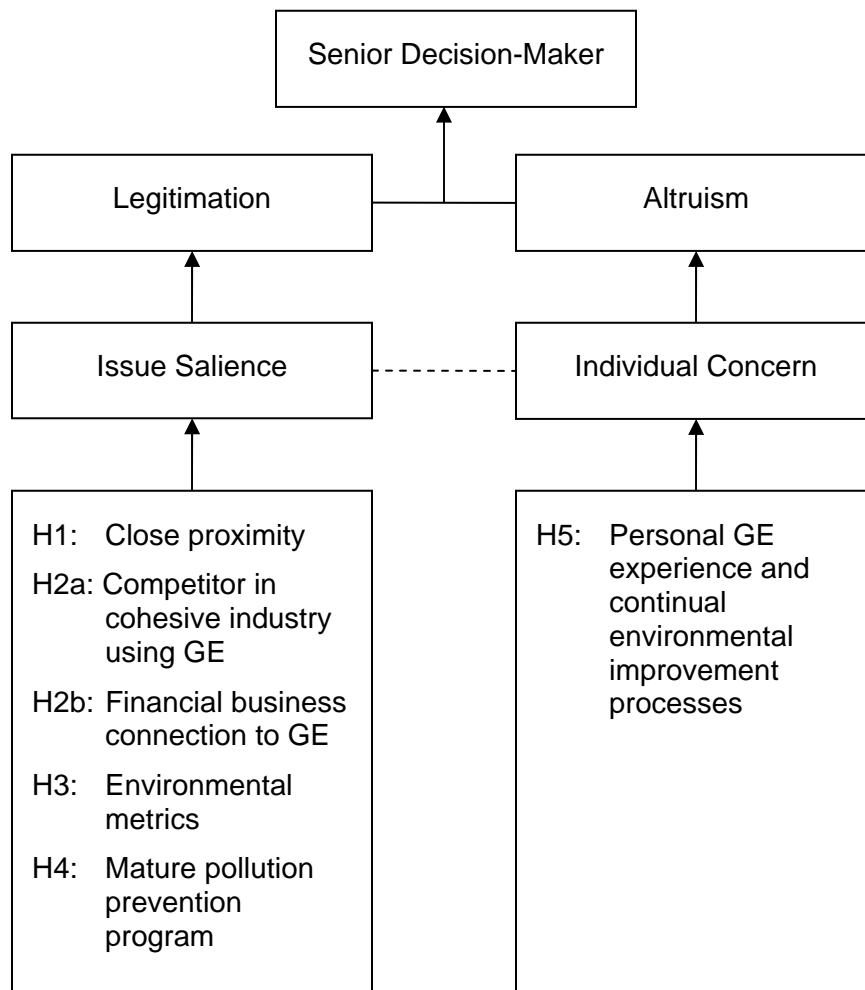 Senior Decision-Maker
Legitimation
Altruism
Issue Salience
Individual Concern
H1: Close proximity
H2a: Competitor in
cohesive industry
using GE
H2b: Financial business
connection to GE
H3: Environmental
metrics
H4: Mature pollution
prevention
program
H5: Personal GE
experience and
continual
environmental
improvement
processes